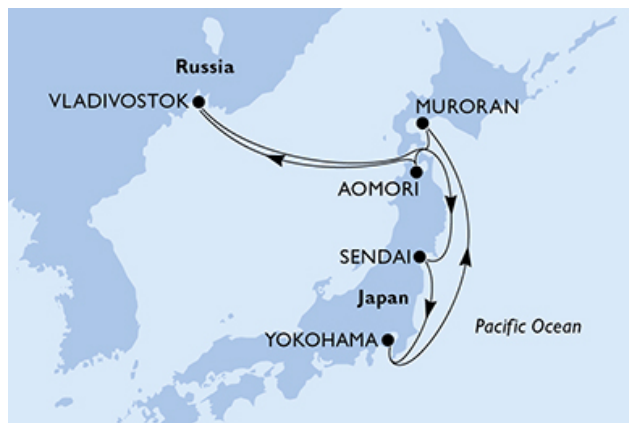 Russia
VLADIVOSTOK
MURORAN
AOMORI
SENDAI
Japan
Pacific Ocean
YOKOHAMA